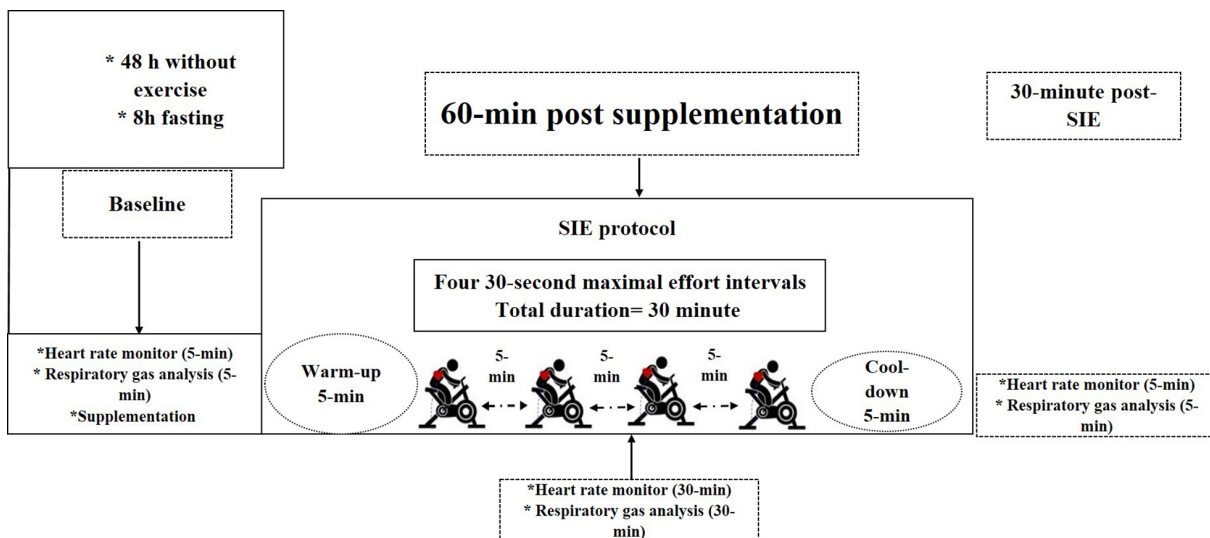 * 48 h without
exercise
* 8h fasting
60-min post supplementation
30-minute post-
SIE
Baseline
SIE protocol
Four 30-second maximal effort intervals
Total duration= 30 minute
*Heart rate monitor (5-min)
* Respiratory gas analysis (5-
min)
*Supplementation
Warm-up
5-min
5-
min
5-
min
5-
min
Cool-
down
5-min
*Heart rate monitor (5-min)
* Respiratory gas analysis (5-
min)
*Heart rate monitor (30-min)
* Respiratory gas analysis (30-
min)